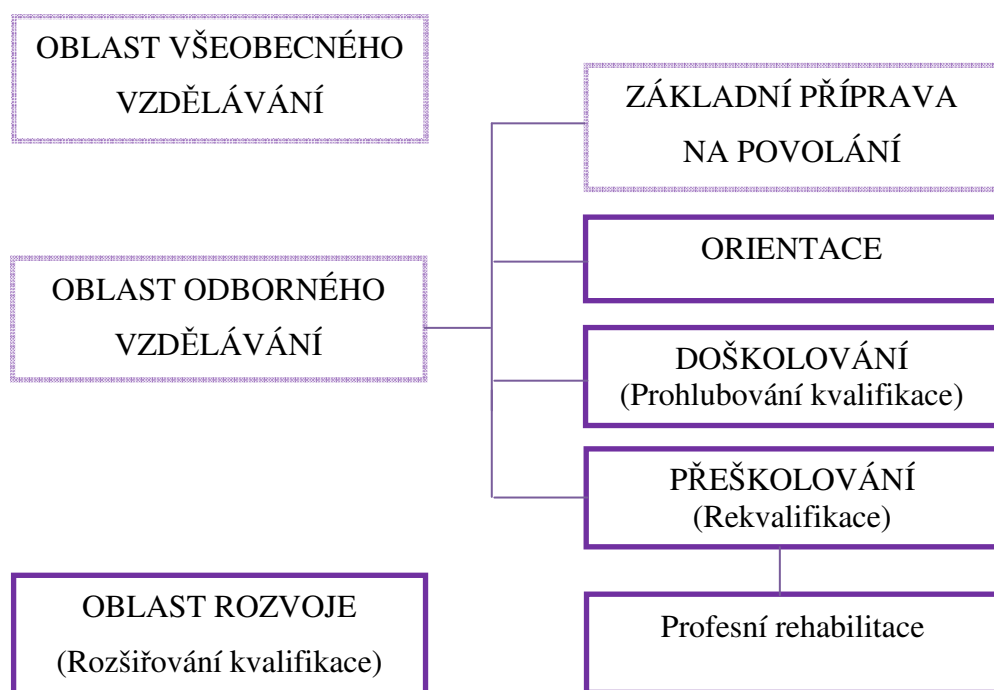 OBLAST VŠEOBECNÉHO
VZDĚLÁVÁNÍ
ZÁKLADNÍ PŘÍPRAVA
NA POVOLÁNÍ
ORIENTACE
OBLAST ODBORNÉHO
VZDĚLÁVÁNÍ
DOŠKOLOVÁNÍ
(Prohlubování kvalifikace)
PŘEŠKOLOVÁNÍ
(Rekvalifikace)
OBLAST ROZVOJE
(Rozšiřování kvalifikace)
Profesní rehabilitace